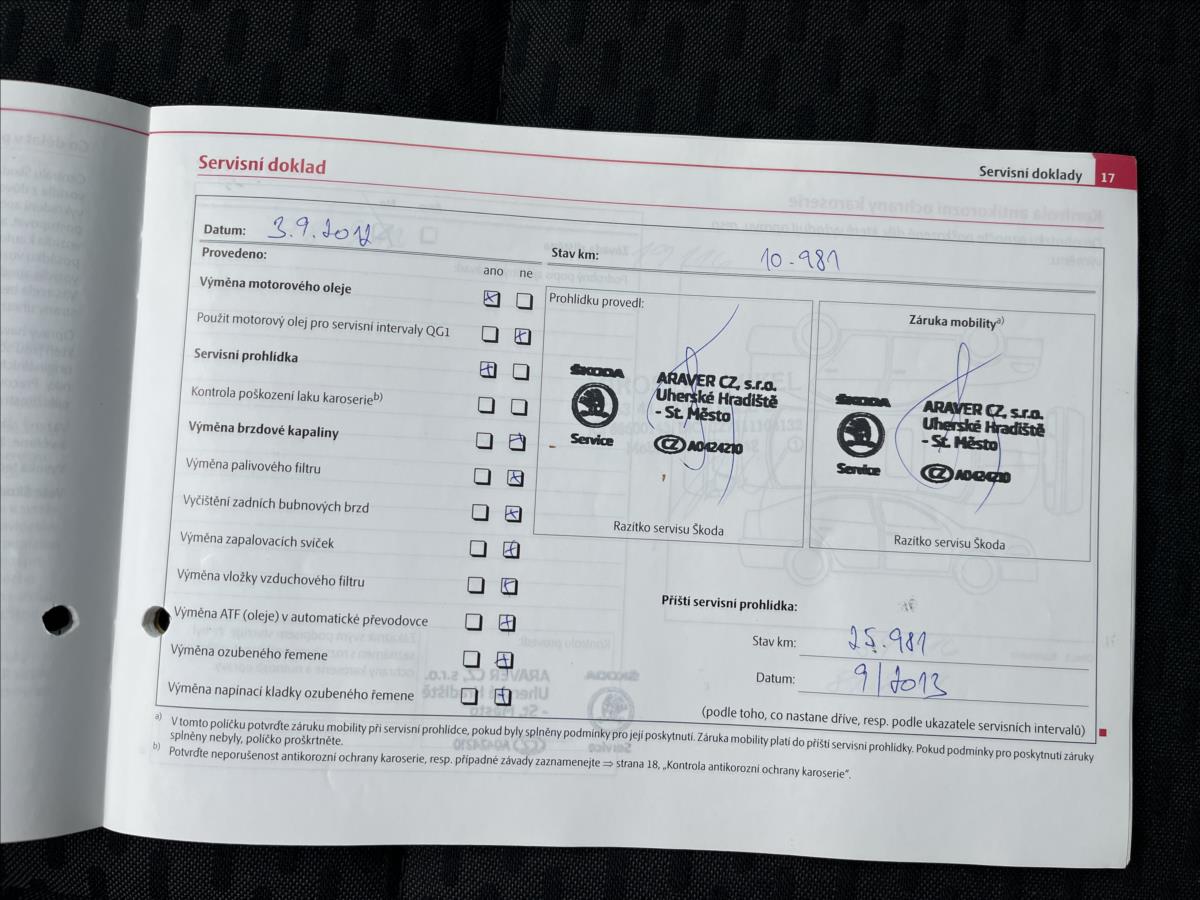 Servisní doklady 17
Servisní doklad
Datum: 3.9.2012
Stav km: 10.981
Provedeno:
ano ne
Výměna motorového oleje
Použit motorový olej pro servisní intervaly QG1
Servisní prohlídka
Kontrola poškození laku karoserie b)
Výměna brzdové kapaliny
Výměna palivového filtru
Vyčištění zadních bubnových brzd
Výměna zapalovacích svíček
Výměna vložky vzduchového filtru
Výměna ATF (oleje) v automatické převodovce
Výměna ozubeného řemene
Výměna napínací kladky ozubeného řemene
Prohlídku provedl:
ŠKODA
Service
ARAVER CZ, s.r.o.
Uherské Hradiště
- St. Město
CZ A0424210
Razítko servisu Škoda
Záruka mobility a)
ŠKODA
Service
ARAVER CZ, s.r.o.
Uherské Hradiště
- St. Město
CZ A0424210
Razítko servisu Škoda
Příští servisní prohlídka:
Stav km: 25.981
Datum: 9/2013
(podle toho, co nastane dříve, resp. podle ukazatele servisních intervalů)
a) V tomto políčku potvrďte záruku mobility při servisní prohlídce, pokud byly splněny podmínky pro její poskytnutí. Záruka mobility platí do příští servisní prohlídky. Pokud podmínky pro poskytnutí záruky
splněny nebyly, políčko proškrtněte.
b) Potvrďte neporušenost antikorozní ochrany karoserie, resp. případné závady zaznamenejte ⇒ strana 18, „Kontrola antikorozní ochrany karoserie“.